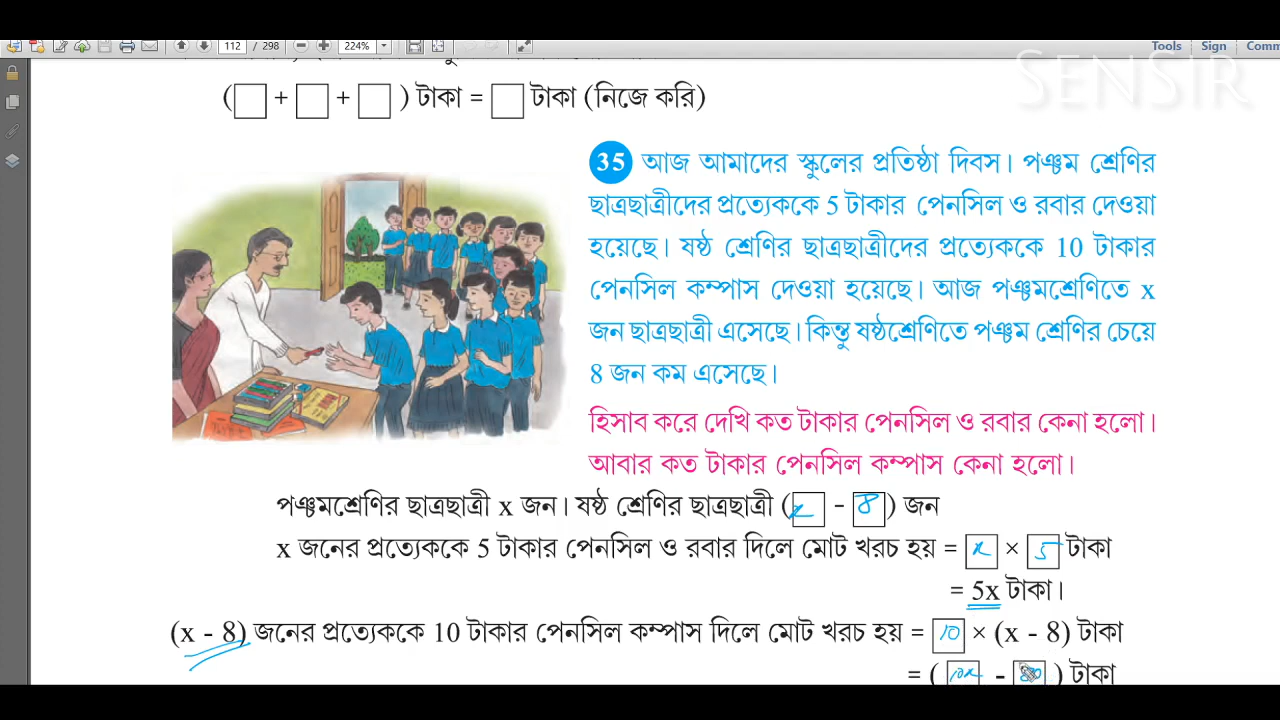 112 / 298
224%
Tools
Sign
Comm
SENSIR
( + + ) টাকা = টাকা (নিজে করি)
35 আজ আমাদের স্কুলের প্রতিষ্ঠা দিবস। পঞ্চম শ্রেণির
ছাত্রছাত্রীদের প্রত্যেককে 5 টাকার পেনসিল ও রবার দেওয়া
হয়েছে। ষষ্ঠ শ্রেণির ছাত্রছাত্রীদের প্রত্যেককে 10 টাকার
পেনসিল কম্পাস দেওয়া হয়েছে। আজ পঞ্চমশ্রেণিতে x
জন ছাত্রছাত্রী এসেছে। কিন্তু ষষ্ঠশ্রেণিতে পঞ্চম শ্রেণির চেয়ে
8 জন কম এসেছে।
হিসাব করে দেখি কত টাকার পেনসিল ও রবার কেনা হলো।
আবার কত টাকার পেনসিল কম্পাস কেনা হলো।
পঞ্চমশ্রেণির ছাত্রছাত্রী x জন। ষষ্ঠ শ্রেণির ছাত্রছাত্রী (x - 8) জন
x জনের প্রত্যেককে 5 টাকার পেনসিল ও রবার দিলে মোট খরচ হয় = x × 5 টাকা
= 5x টাকা।
(x - 8) জনের প্রত্যেককে 10 টাকার পেনসিল কম্পাস দিলে মোট খরচ হয় = 10 × (x - 8) টাকা
= ( 10x - 80 ) টাকা